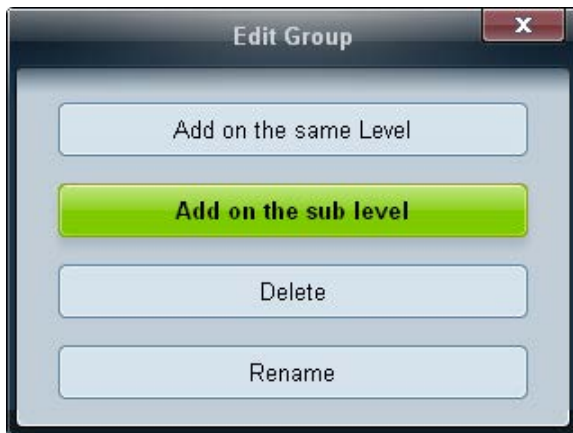 Edit Group
x
Add on the same Level
Add on the sub level
Delete
Rename